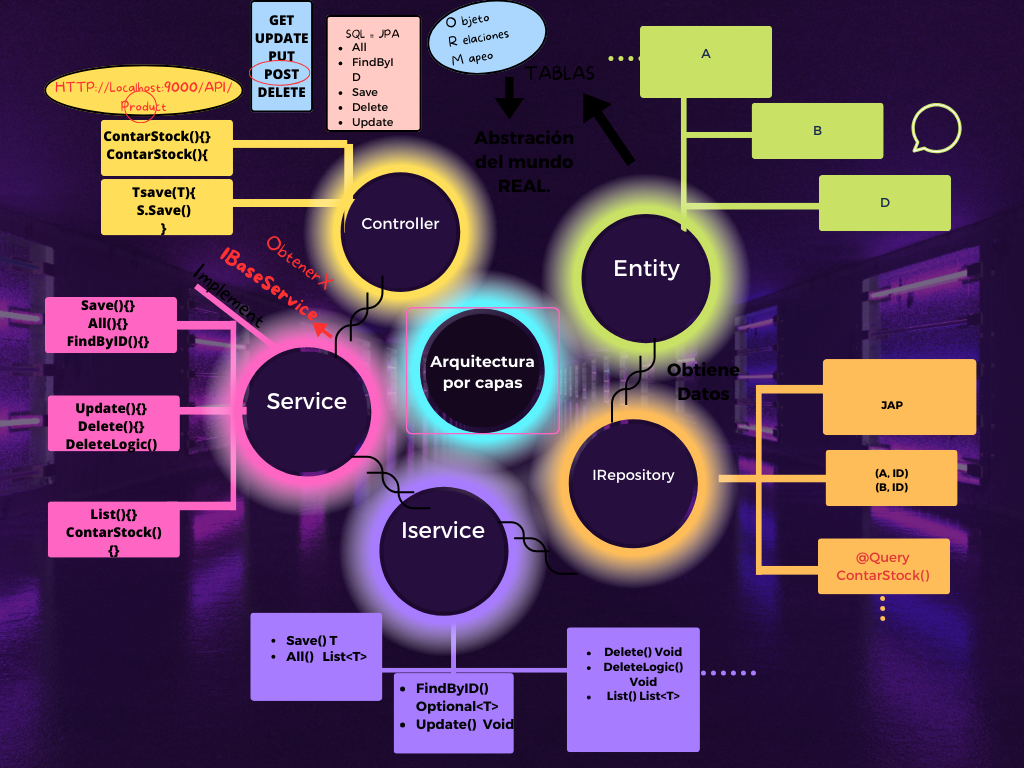 GET
UPDATE
PUT
POST
DELETE
SQL = JPA
All
FindByI
D
Save
Delete
Update
O bjeto
R elaciones
M apeo
TABLAS
Abstración
del mundo
REAL.
A
B
D
HTTP://Localhost:9000/API/
Product
ContarStock(){}
ContarStock(){
Tsave(T){
S.Save()
}
Controller
Entity
ObtenerX
IBaseService
Implement
Save(){}
All(){}
FindByID(){}
Update(){}
Delete(){}
DeleteLogic()
List(){}
ContarStock()
{}
Service
Arquitectura
por capas
Obtiene
Datos
IRepository
JAP
(A, ID)
(B, ID)
@Query
ContarStock()
Iservice
Save() T
All() List<T>
FindByID()
Optional<T>
Update() Void
Delete() Void
DeleteLogic()
Void
List() List<T>